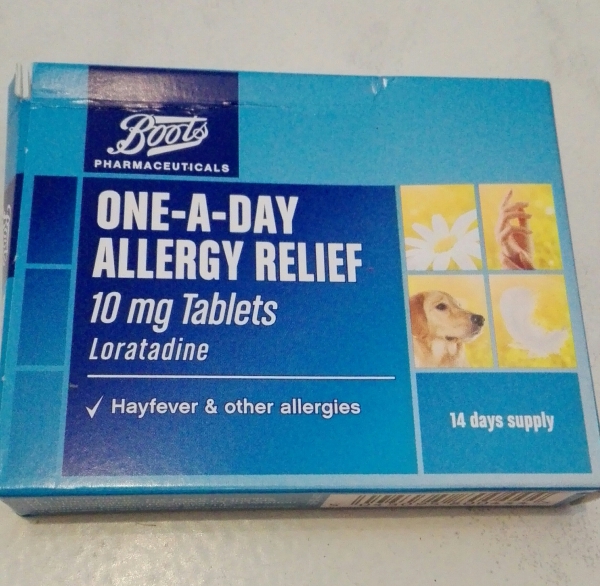 Boots
PHARMACEUTICALS
ONE-A-DAY
ALLERGY RELIEF
10 mg Tablets
Loratadine
✓ Hayfever & other allergies
14 days supply